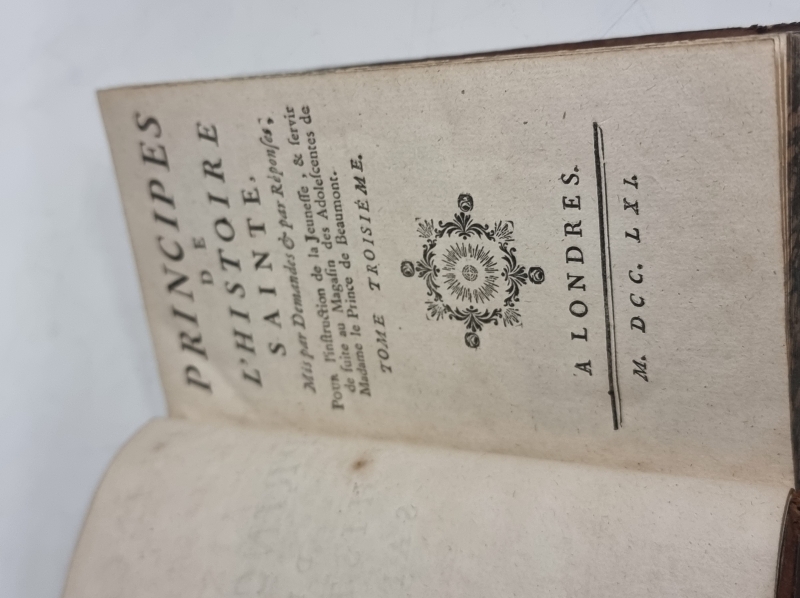 PRINCIPES
DE
L'HISTOIRE
SAINTE,
Mis par Demandes & par Réponſes;
POUR l'inſtruction de la Jeuneſſe; & ſervir
de ſuite au Magaſin des Adoleſcentes de
Madame le Prince de Beaumont.
TOME TROISIÉME.
A LONDRES.
M. DCC. LXI.